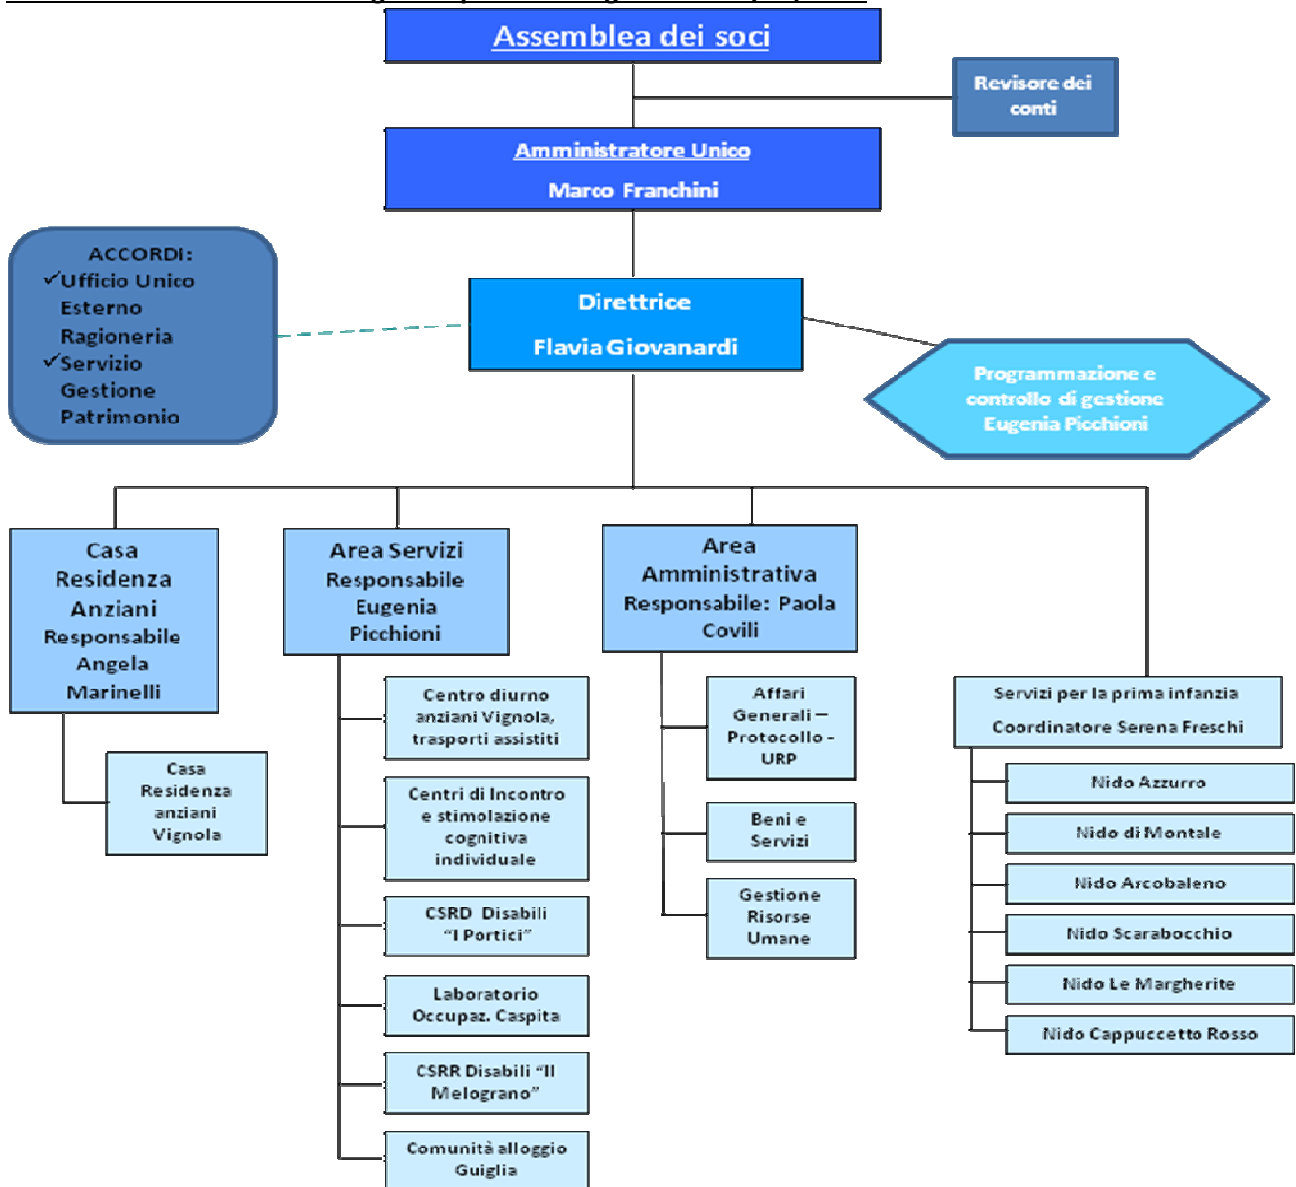 Assemblea dei soci
Revisore dei
conti
Amministratore Unico
Marco Franchini
ACCORDI:
✓Ufficio Unico
Esterno
Ragioneria
✓Servizio
Gestione
Patrimonio
Direttrice
Flavia Giovanardi
Programmazione e
controllo di gestione
Eugenia Picchioni
Casa
Residenza
Anziani
Responsabile
Angela
Marinelli
Casa
Residenza
anziani
Vignola
Area Servizi
Responsabile
Eugenia
Picchioni
Centro diurno
anziani Vignola,
trasporti assistiti
Centri di Incontro
e stimolazione
cognitiva
individuale
CSRD Disabili
"I Portici"
Laboratorio
Occupaz. Caspita
CSRR Disabili "Il
Melograno"
Comunità alloggio
Guiglia
Area
Amministrativa
Responsabile: Paola
Covili
Affari
Generali –
Protocollo -
URP
Beni e
Servizi
Gestione
Risorse
Umane
Servizi per la prima infanzia
Coordinatore Serena Freschi
Nido Azzurro
Nido di Montale
Nido Arcobaleno
Nido Scarabocchio
Nido Le Margherite
Nido Cappuccetto Rosso